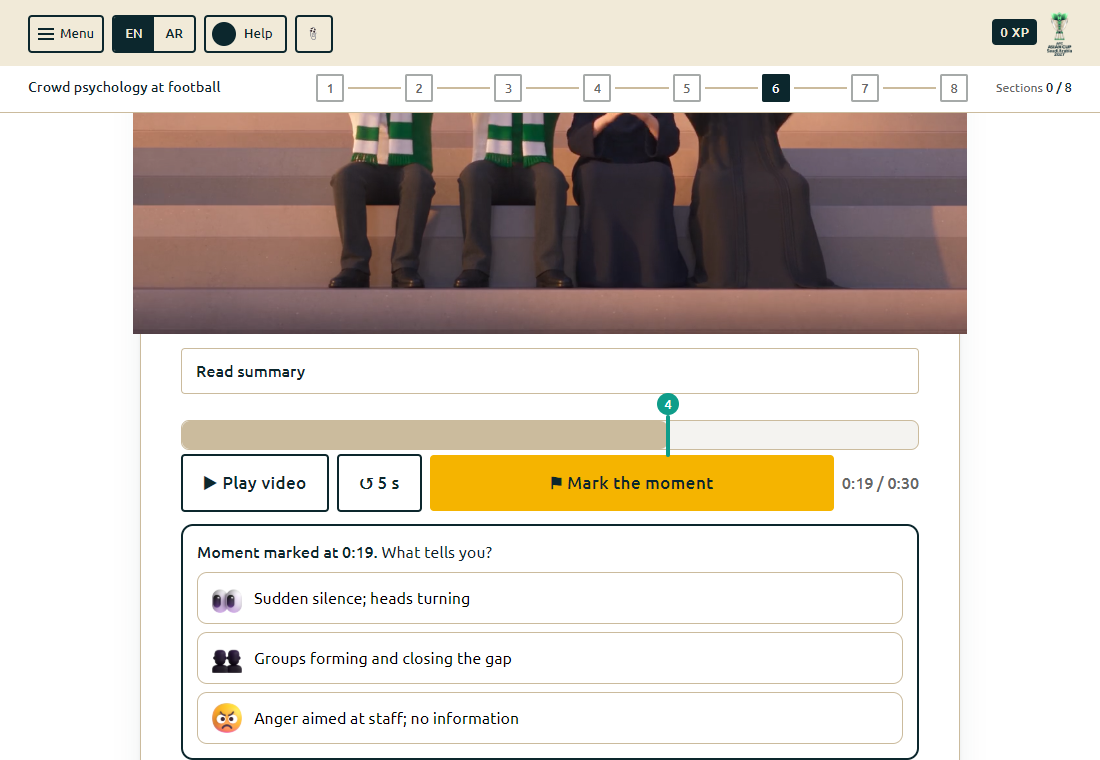 Menu
EN
AR
Help
0 XP
ASIAN CUP
Crowd psychology at football
1
2
3
4
5
6
7
8
Sections 0 / 8
Read summary
4
▶ Play video
↺ 5 s
⚑ Mark the moment
0:19 / 0:30
Moment marked at 0:19. What tells you?
Sudden silence; heads turning
Groups forming and closing the gap
Anger aimed at staff; no information